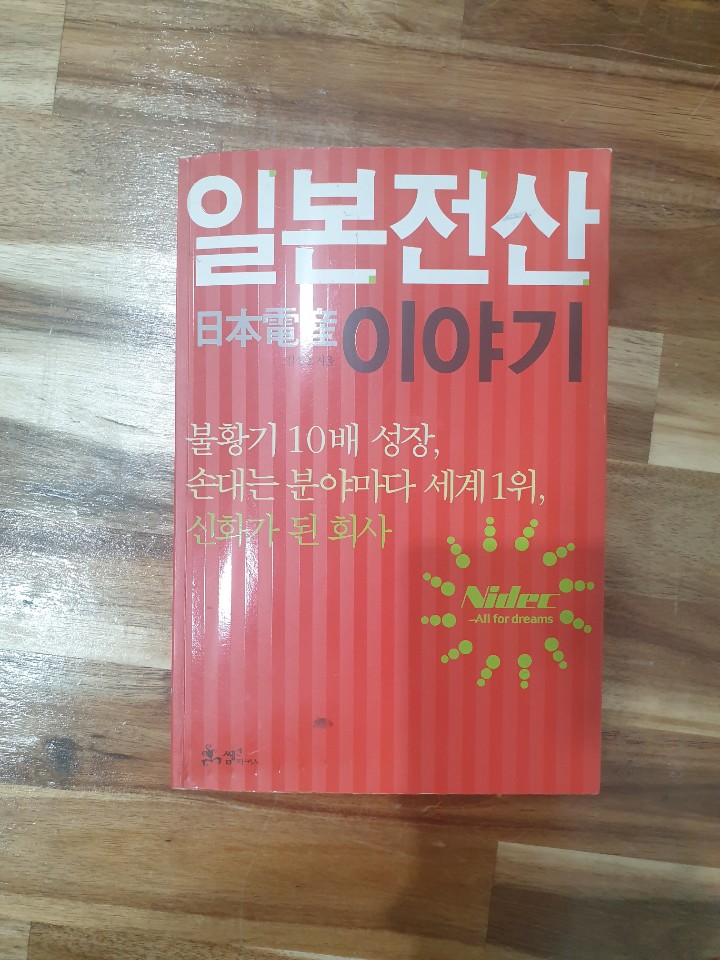 일본전산
日本電産 이야기
불황기 10배 성장,
손대는 분야마다 세계 1위,
신화가 된 회사
Nidec
-All for dreams
쌤